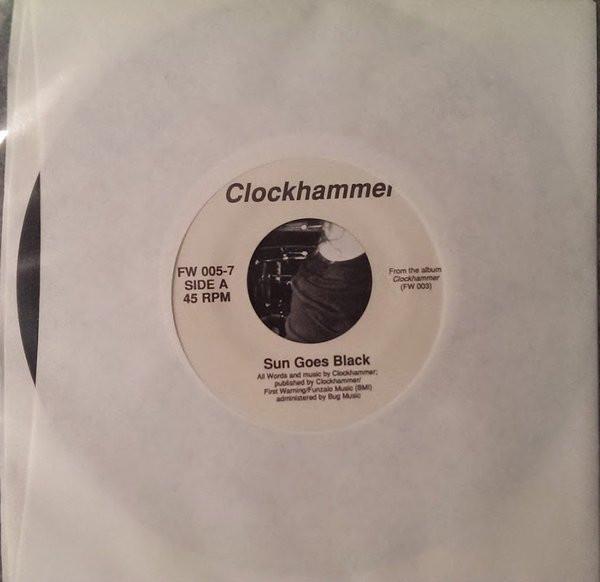 Clockhammer
FW 005-7
SIDE A
45 RPM
From the album
Clockhammer
(FW 003)
Sun Goes Black
All Words and music by Clockhammer;
published by Clockhammer/
First Warning/Funzalo Music (BMI)
administered by Bug Music